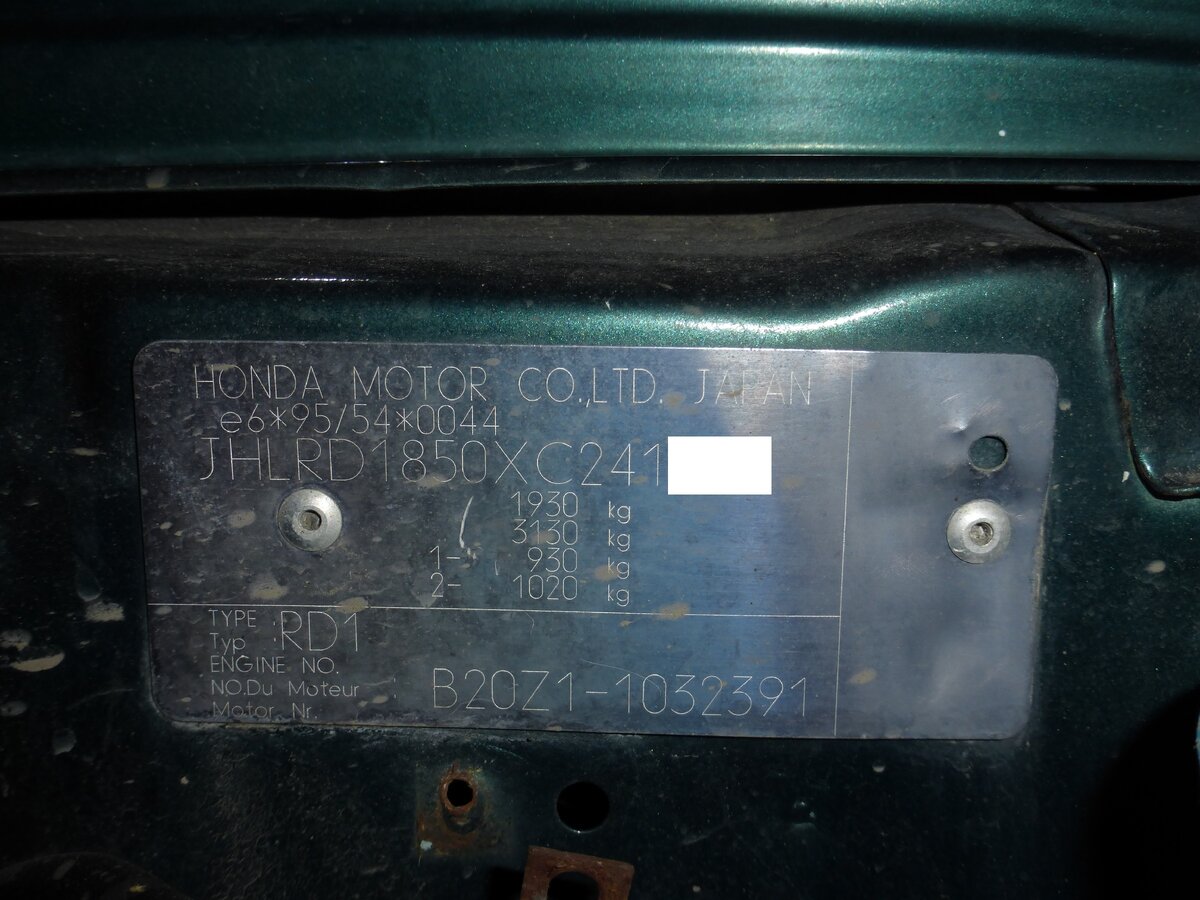 HONDA MOTOR CO.,LTD. JAPAN
e6*95/54*0044
JHLRD1850XC241
1930 kg
3130 kg
1- 930 kg
2- 1020 kg
TYPE
Typ : RD1
ENGINE NO.
NO.Du Moteur : B20Z1-1032391
Motor Nr.